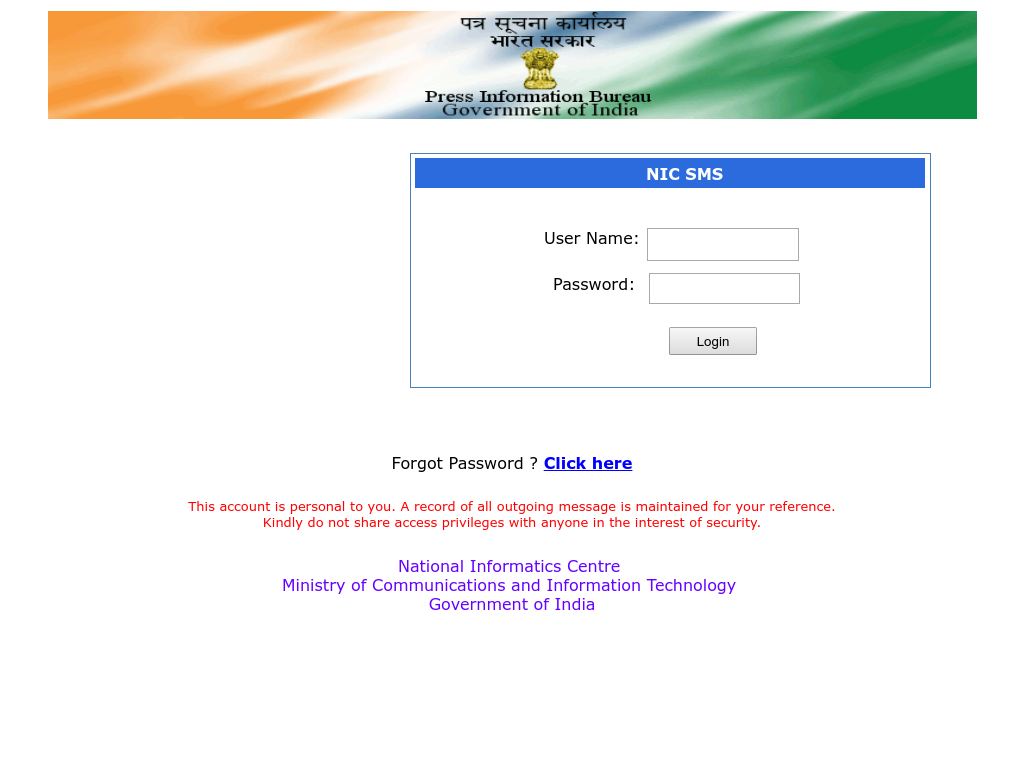 पत्र सूचना कार्यालय
भारत सरकार
Press Information Bureau
Government of India
NIC SMS
User Name:
Password:
Login
Forgot Password ? Click here
This account is personal to you. A record of all outgoing message is maintained for your reference.
Kindly do not share access privileges with anyone in the interest of security.
National Informatics Centre
Ministry of Communications and Information Technology
Government of India